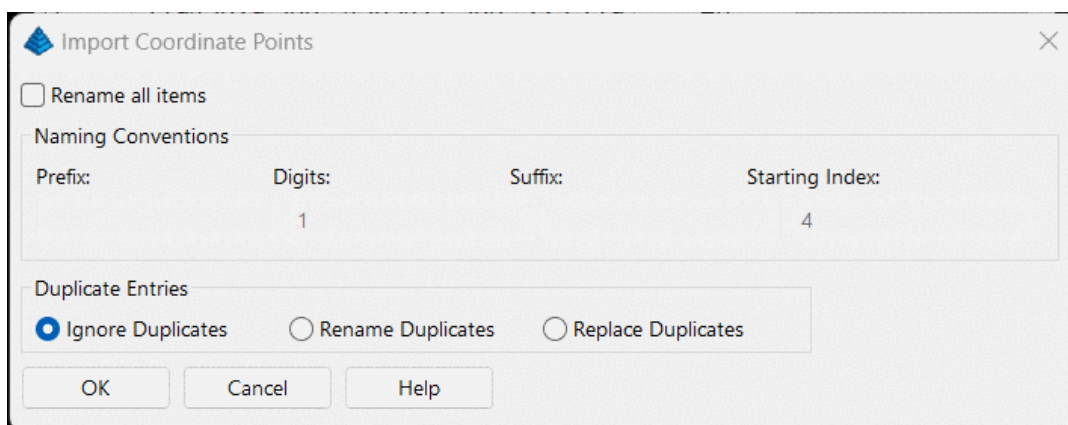 Import Coordinate Points
Rename all items
Naming Conventions
Prefix: Digits: Suffix: Starting Index:
1 4
Duplicate Entries
Ignore Duplicates Rename Duplicates Replace Duplicates
OK Cancel Help